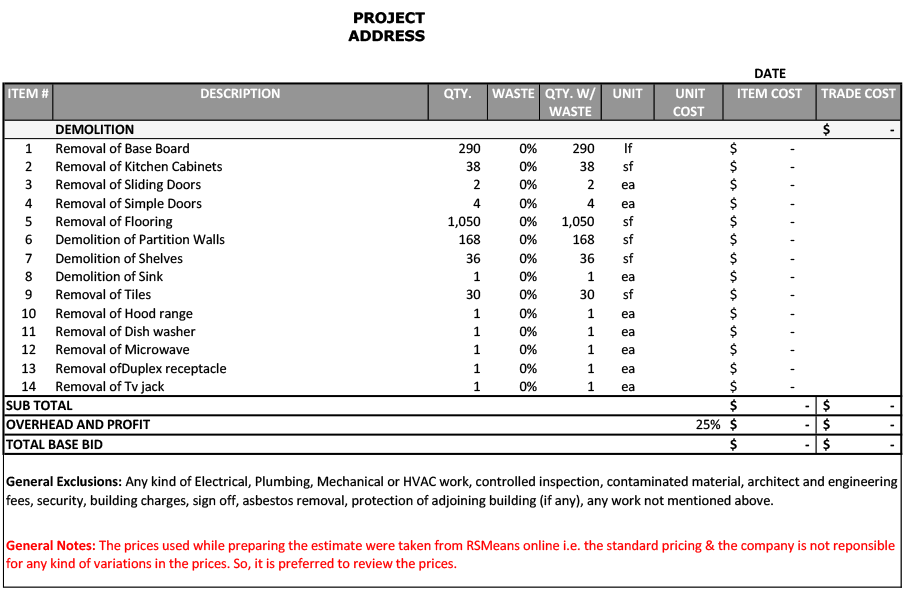 PROJECT
ADDRESS
DATE
ITEM # DESCRIPTION QTY. WASTE QTY. W/ WASTE UNIT UNIT COST ITEM COST TRADE COST
DEMOLITION $ -
1 Removal of Base Board 290 0% 290 lf $ -
2 Removal of Kitchen Cabinets 38 0% 38 sf $ -
3 Removal of Sliding Doors 2 0% 2 ea $ -
4 Removal of Simple Doors 4 0% 4 ea $ -
5 Removal of Flooring 1,050 0% 1,050 sf $ -
6 Demolition of Partition Walls 168 0% 168 sf $ -
7 Demolition of Shelves 36 0% 36 sf $ -
8 Demolition of Sink 1 0% 1 ea $ -
9 Removal of Tiles 30 0% 30 sf $ -
10 Removal of Hood range 1 0% 1 ea $ -
11 Removal of Dish washer 1 0% 1 ea $ -
12 Removal of Microwave 1 0% 1 ea $ -
13 Removal ofDuplex receptacle 1 0% 1 ea $ -
14 Removal of Tv jack 1 0% 1 ea $ -
SUB TOTAL $ - $ -
OVERHEAD AND PROFIT 25% $ - $ -
TOTAL BASE BID $ - $ -
General Exclusions: Any kind of Electrical, Plumbing, Mechanical or HVAC work, controlled inspection, contaminated material, architect and engineering
fees, security, building charges, sign off, asbestos removal, protection of adjoining building (if any), any work not mentioned above.
General Notes: The prices used while preparing the estimate were taken from RSMeans online i.e. the standard pricing & the company is not reponsible
for any kind of variations in the prices. So, it is preferred to review the prices.